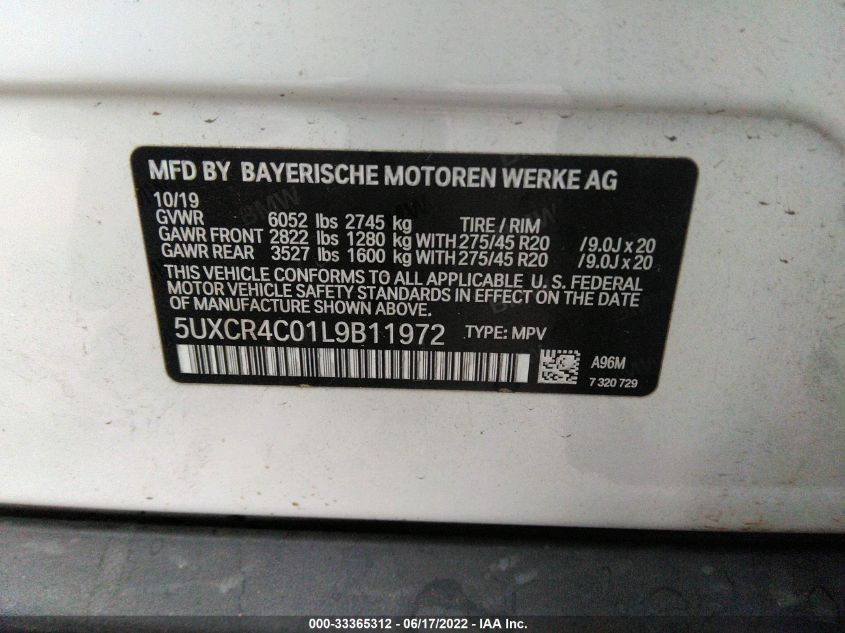 MFD BY BAYERISCHE MOTOREN WERKE AG
10/19
GVWR 6052 lbs 2745 kg TIRE / RIM
GAWR FRONT 2822 lbs 1280 kg WITH 275/45 R20 /9.0J x 20
GAWR REAR 3527 lbs 1600 kg WITH 275/45 R20 /9.0J x 20
THIS VEHICLE CONFORMS TO ALL APPLICABLE U. S. FEDERAL
MOTOR VEHICLE SAFETY STANDARDS IN EFFECT ON THE DATE
OF MANUFACTURE SHOWN ABOVE.
5UXCR4C01L9B11972 TYPE: MPV
A96M
7 320 729
000-33365312 - 06/17/2022 - IAAI.com